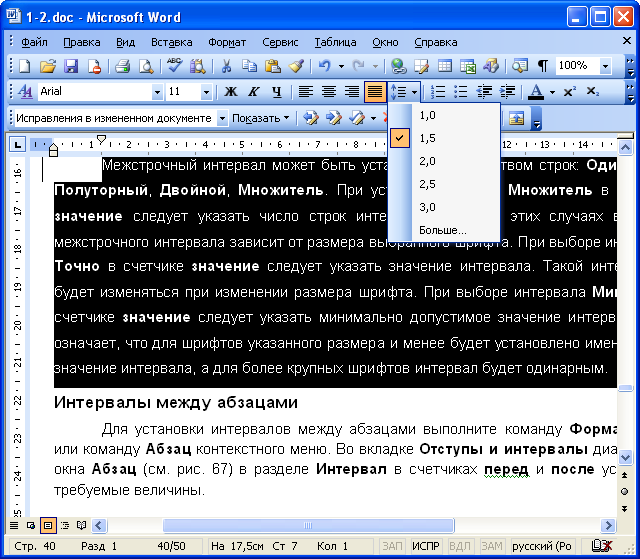 1-2.doc - Microsoft Word
Файл Правка Вид Вставка Формат Сервис Таблица Окно Справка
100%
Arial 11 Ж К Ч
Исправления в измененном документе Показать
1,0
1,5
2,0
2,5
3,0
Больше...
Межстрочный интервал может быть уста твом строк: Оди
Полуторный, Двойной, Множитель. При ус Множитель в
значение следует указать число строк инте этих случаях в
межстрочного интервала зависит от размера выбранного шрифта. При выборе ин
Точно в счетчике значение следует указать значение интервала. Такой инте
будет изменяться при изменении размера шрифта. При выборе интервала Мин
счетчике значение следует указать минимально допустимое значение интерв
означает, что для шрифтов указанного размера и менее будет установлено имен
значение интервала, а для более крупных шрифтов интервал будет одинарным.
Интервалы между абзацами
Для установки интервалов между абзацами выполните команду Форма
или команду Абзац контекстного меню. Во вкладке Отступы и интервалы диа
окна Абзац (см. рис. 67) в разделе Интервал в счетчиках перед и после ус
требуемые величины.
Стр. 40 Разд 1 40/50 На 17,5см Ст 7 Кол 1 ЗАП ИСПР ВДЛ ЗАМ русский (Ро